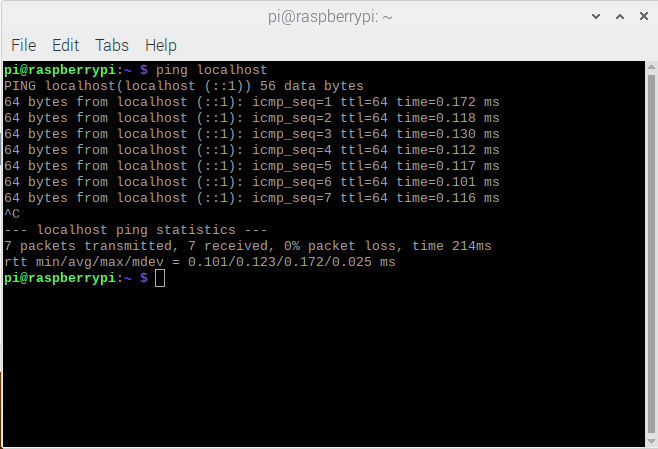 pi@raspberrypi: ~
File Edit Tabs Help
pi@raspberrypi:~ $ ping localhost
PING localhost(localhost (::1)) 56 data bytes
64 bytes from localhost (::1): icmp_seq=1 ttl=64 time=0.172 ms
64 bytes from localhost (::1): icmp_seq=2 ttl=64 time=0.118 ms
64 bytes from localhost (::1): icmp_seq=3 ttl=64 time=0.130 ms
64 bytes from localhost (::1): icmp_seq=4 ttl=64 time=0.112 ms
64 bytes from localhost (::1): icmp_seq=5 ttl=64 time=0.117 ms
64 bytes from localhost (::1): icmp_seq=6 ttl=64 time=0.101 ms
64 bytes from localhost (::1): icmp_seq=7 ttl=64 time=0.116 ms
^C
--- localhost ping statistics ---
7 packets transmitted, 7 received, 0% packet loss, time 214ms
rtt min/avg/max/mdev = 0.101/0.123/0.172/0.025 ms
pi@raspberrypi:~ $